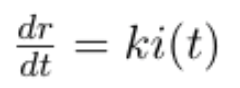 dr/dt = ki(t)